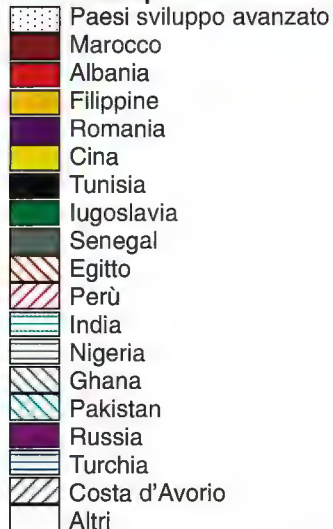 Paesi sviluppo avanzato
Marocco
Albania
Filippine
Romania
Cina
Tunisia
Iugoslavia
Senegal
Egitto
Perù
India
Nigeria
Ghana
Pakistan
Russia
Turchia
Costa d'Avorio
Altri